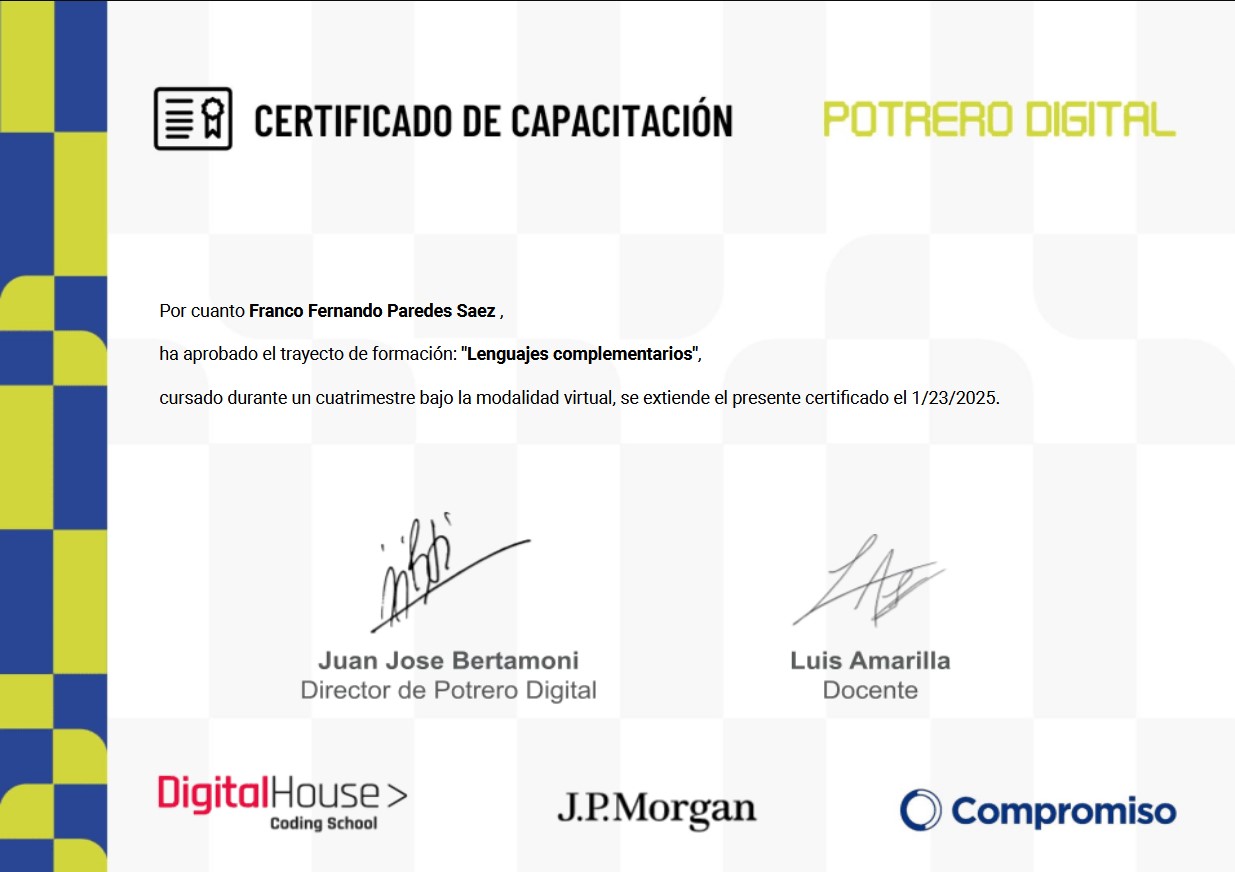 CERTIFICADO DE CAPACITACIÓN
POTRERO DIGITAL
Por cuanto Franco Fernando Paredes Saez ,
ha aprobado el trayecto de formación: "Lenguajes complementarios",
cursado durante un cuatrimestre bajo la modalidad virtual, se extiende el presente certificado el 1/23/2025.
Juan Jose Bertamoni
Director de Potrero Digital
Luis Amarilla
Docente
DigitalHouse >
Coding School
J.P.Morgan
Compromiso